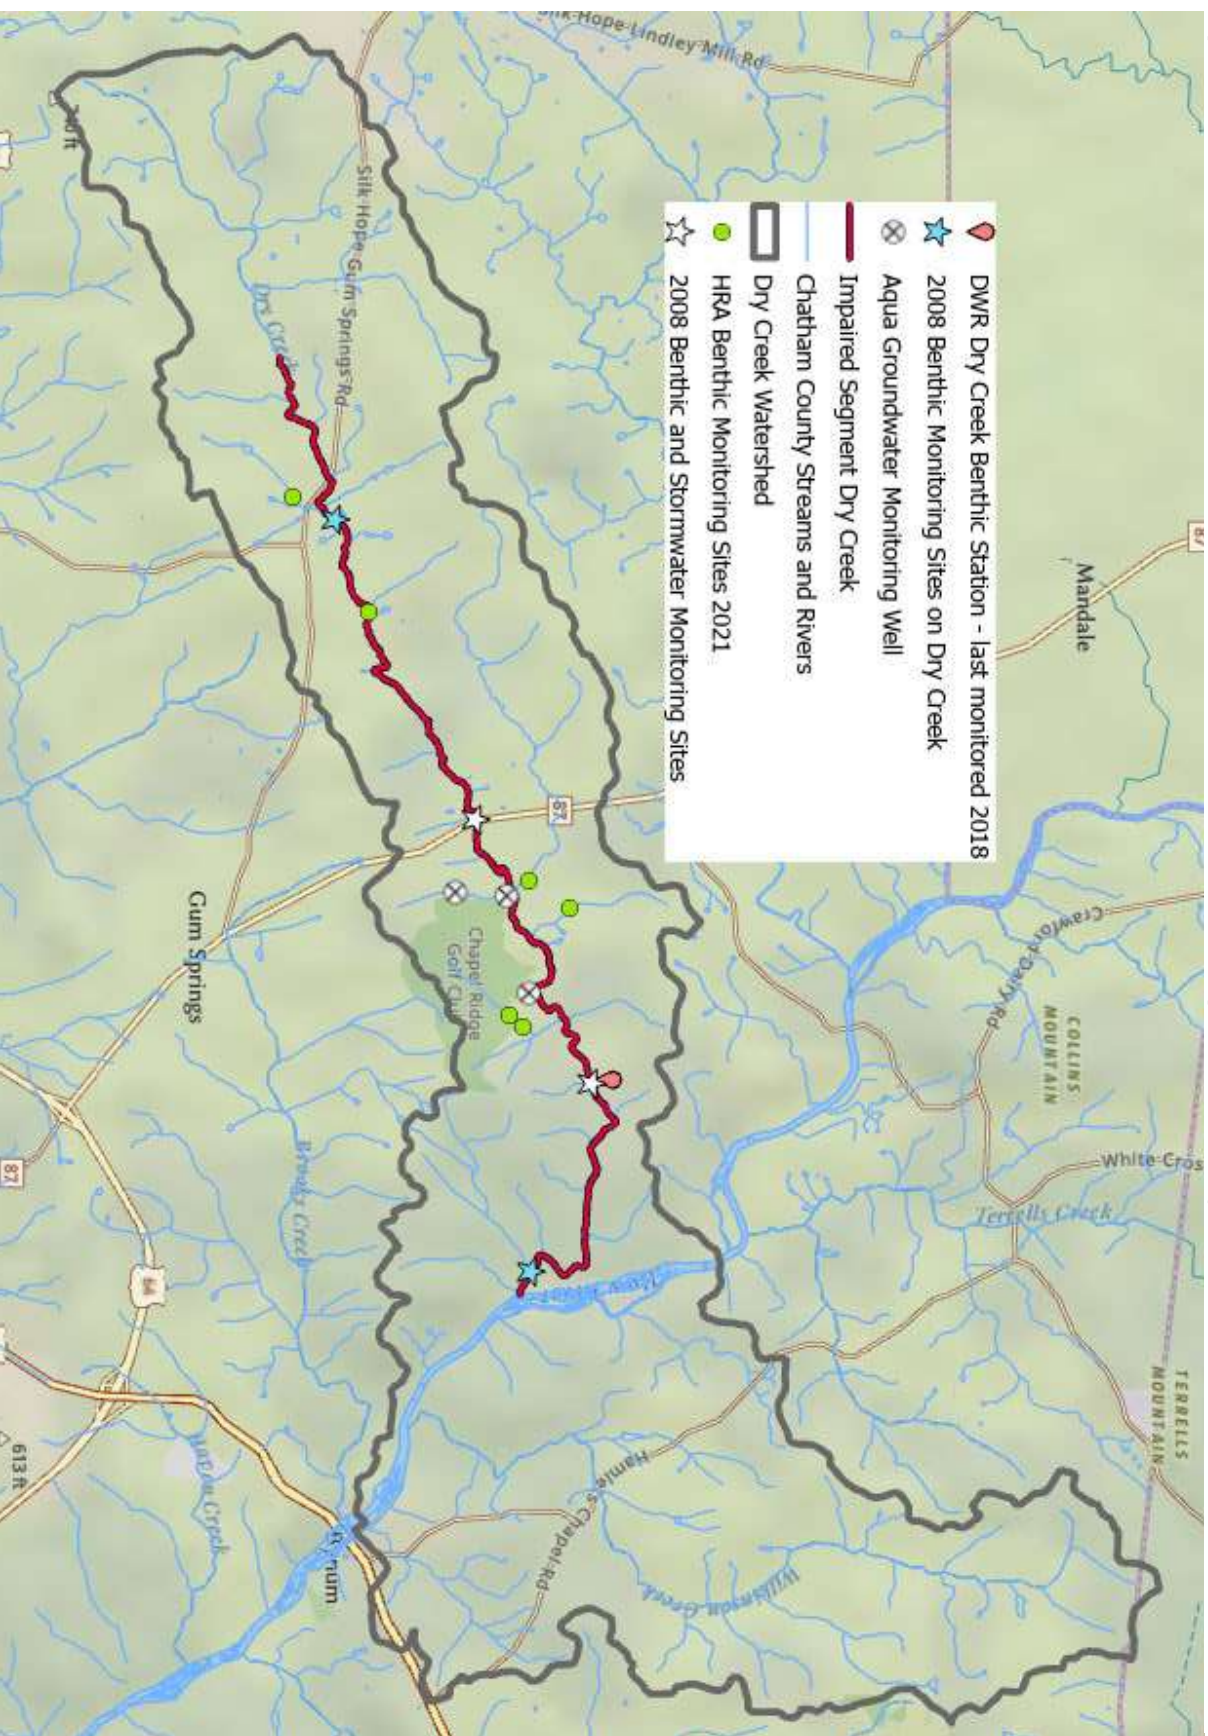 DWR Dry Creek Benthic Station - last monitored 2018
2008 Benthic Monitoring Sites on Dry Creek
Aqua Groundwater Monitoring Well
Impaired Segment Dry Creek
Chatham County Streams and Rivers
Dry Creek Watershed
HRA Benthic Monitoring Sites 2021
2008 Benthic and Stormwater Monitoring Sites
87
Mandale
Hope-Lindley Mill Rd
Crawford Dairy Rd
COLLINS
MOUNTAIN
White Cros
Terrells Creek
TERRELLS
MOUNTAIN
Silk Hope Gum Springs Rd
Dry Creek
87
Chapel Ridge
Golf Club
Hamlet's Chapel Rd
Wilkinson Creek
Gum Springs
Brooks Creek
64
87
613 ft